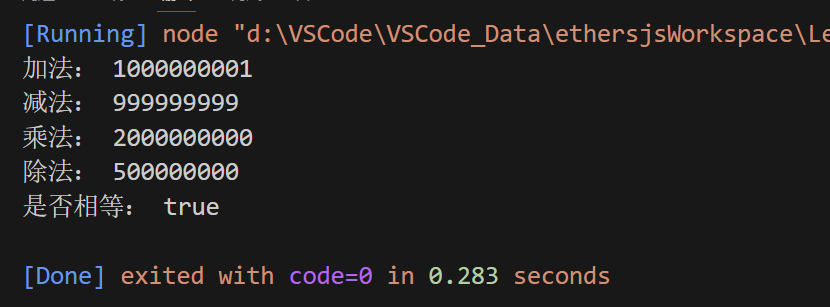 [Running] node "d:\VSCode\VSCode_Data\ethersjsWorkspace\Le
加法： 1000000001
减法： 999999999
乘法： 2000000000
除法： 500000000
是否相等： true
[Done] exited with code=0 in 0.283 seconds